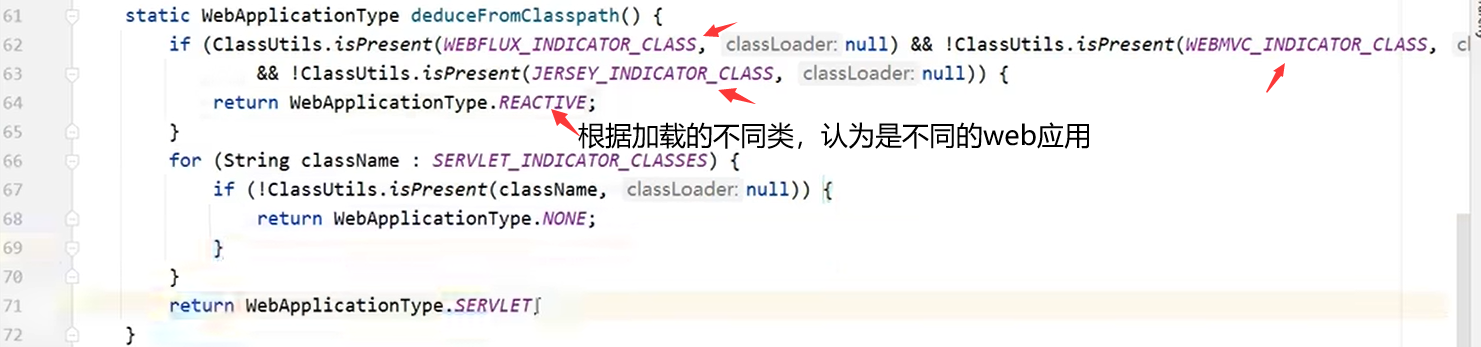 61 static WebApplicationType deduceFromClasspath() {
62 if (ClassUtils.isPresent(WEBFLUX_INDICATOR_CLASS, classLoader: null) && !ClassUtils.isPresent(WEBMVC_INDICATOR_CLASS,
63 && !ClassUtils.isPresent(JERSEY_INDICATOR_CLASS, classLoader: null)) {
64 return WebApplicationType.REACTIVE;
65 }
根据加载的不同类，认为是不同的web应用
66 for (String className : SERVLET_INDICATOR_CLASSES) {
67 if (!ClassUtils.isPresent(className, classLoader: null)) {
68 return WebApplicationType.NONE;
69 }
70 }
71 return WebApplicationType.SERVLET
72 }